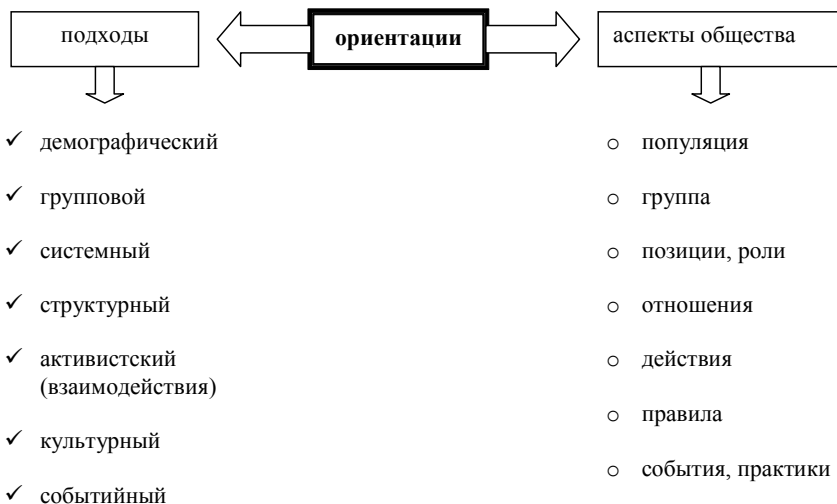 подходы
ориентации
аспекты общества
демографический
групповой
системный
структурный
активистский
(взаимодействия)
культурный
событийный
популяция
группа
позиции, роли
отношения
действия
правила
события, практики